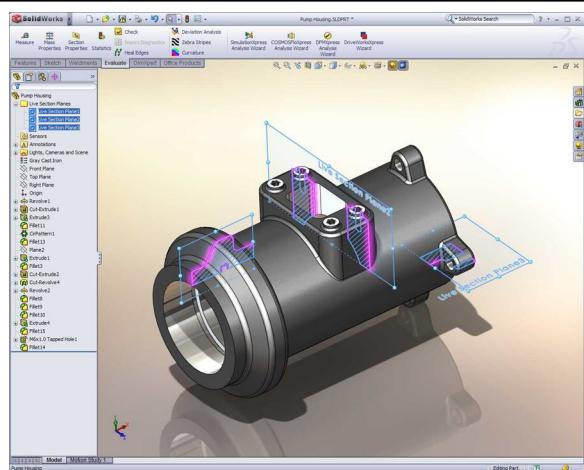 SolidWorks
Pump Housing.SLDPRT *
SolidWorks Search
Measure
Mass Properties
Section Properties
Statistics
Check
Import Diagnostics
Heal Edges
Deviation Analysis
Zebra Stripes
Curvature
SimulationXpress Analysis Wizard
COSMOSFloXpress Analysis Wizard
DFMXpress Analysis Wizard
DriveWorksXpress Wizard
Features Sketch Weldments Evaluate DimXpert Office Products
Pump Housing
Live Section Planes
Live Section Plane1
Live Section Plane2
Live Section Plane3
Sensors
Annotations
Lights, Cameras and Scene
Gray Cast Iron
Front Plane
Top Plane
Right Plane
Origin
Revolve1
Cut-Extrude1
Extrude3
Fillet11
CirPattern1
Fillet13
Plane2
Extrude1
Fillet3
Cut-Extrude2
Cut-Revolve4
Revolve2
Fillet8
Fillet9
Fillet10
Extrude4
Fillet15
M6x1.0 Tapped Hole1
Fillet14
Live Section Plane2
Live Section Plane3
Model Motion Study 1
Pump Housing
Editing Part